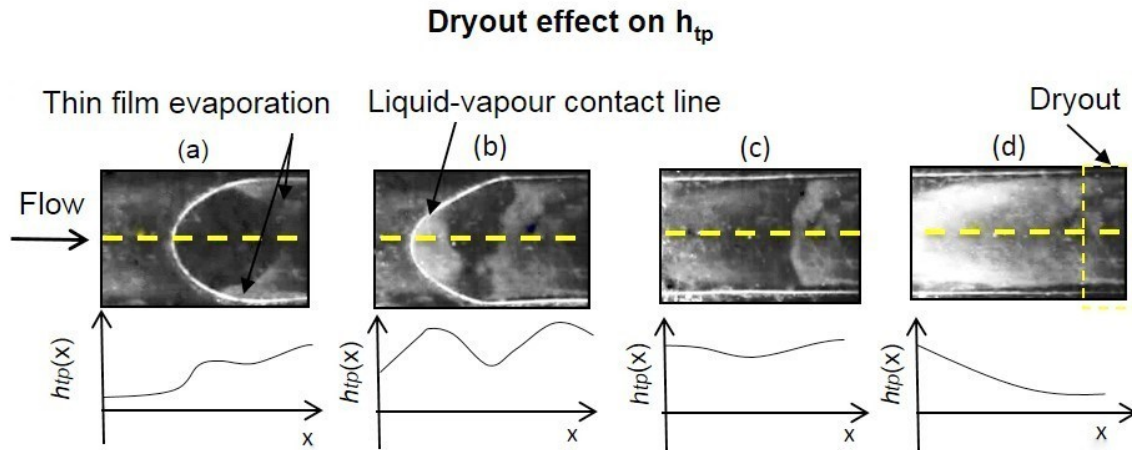 Dryout effect on htp
Thin film evaporation
Liquid-vapour contact line
Dryout
(a)
(b)
(c)
(d)
Flow
htp(x)
x
htp(x)
x
htp(x)
x
htp(x)
x